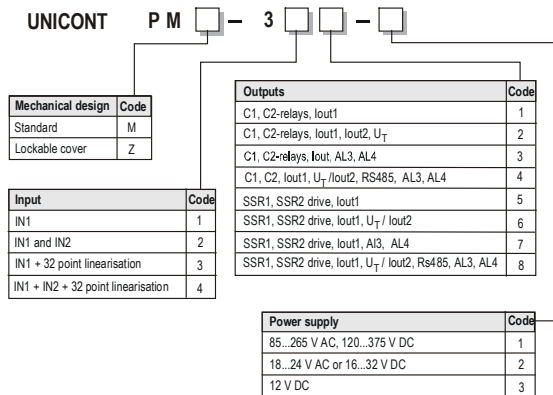 UNICONT PM – 3 –
Mechanical design Code
Standard M
Lockable cover Z
Input Code
IN1 1
IN1 and IN2 2
IN1 + 32 point linearisation 3
IN1 + IN2 + 32 point linearisation 4
Outputs Code
C1, C2-relays, Iout1 1
C1, C2-relays, Iout1, Iout2, UT 2
C1, C2-relays, Iout, AL3, AL4 3
C1, C2, Iout1, UT /Iout2, RS485, AL3, AL4 4
SSR1, SSR2 drive, Iout1 5
SSR1, SSR2 drive, Iout1, UT / Iout2 6
SSR1, SSR2 drive, Iout1, Al3, AL4 7
SSR1, SSR2 drive, Iout1, UT / Iout2, Rs485, AL3, AL4 8
Power supply Code
85...265 V AC, 120...375 V DC 1
18...24 V AC or 16...32 V DC 2
12 V DC 3